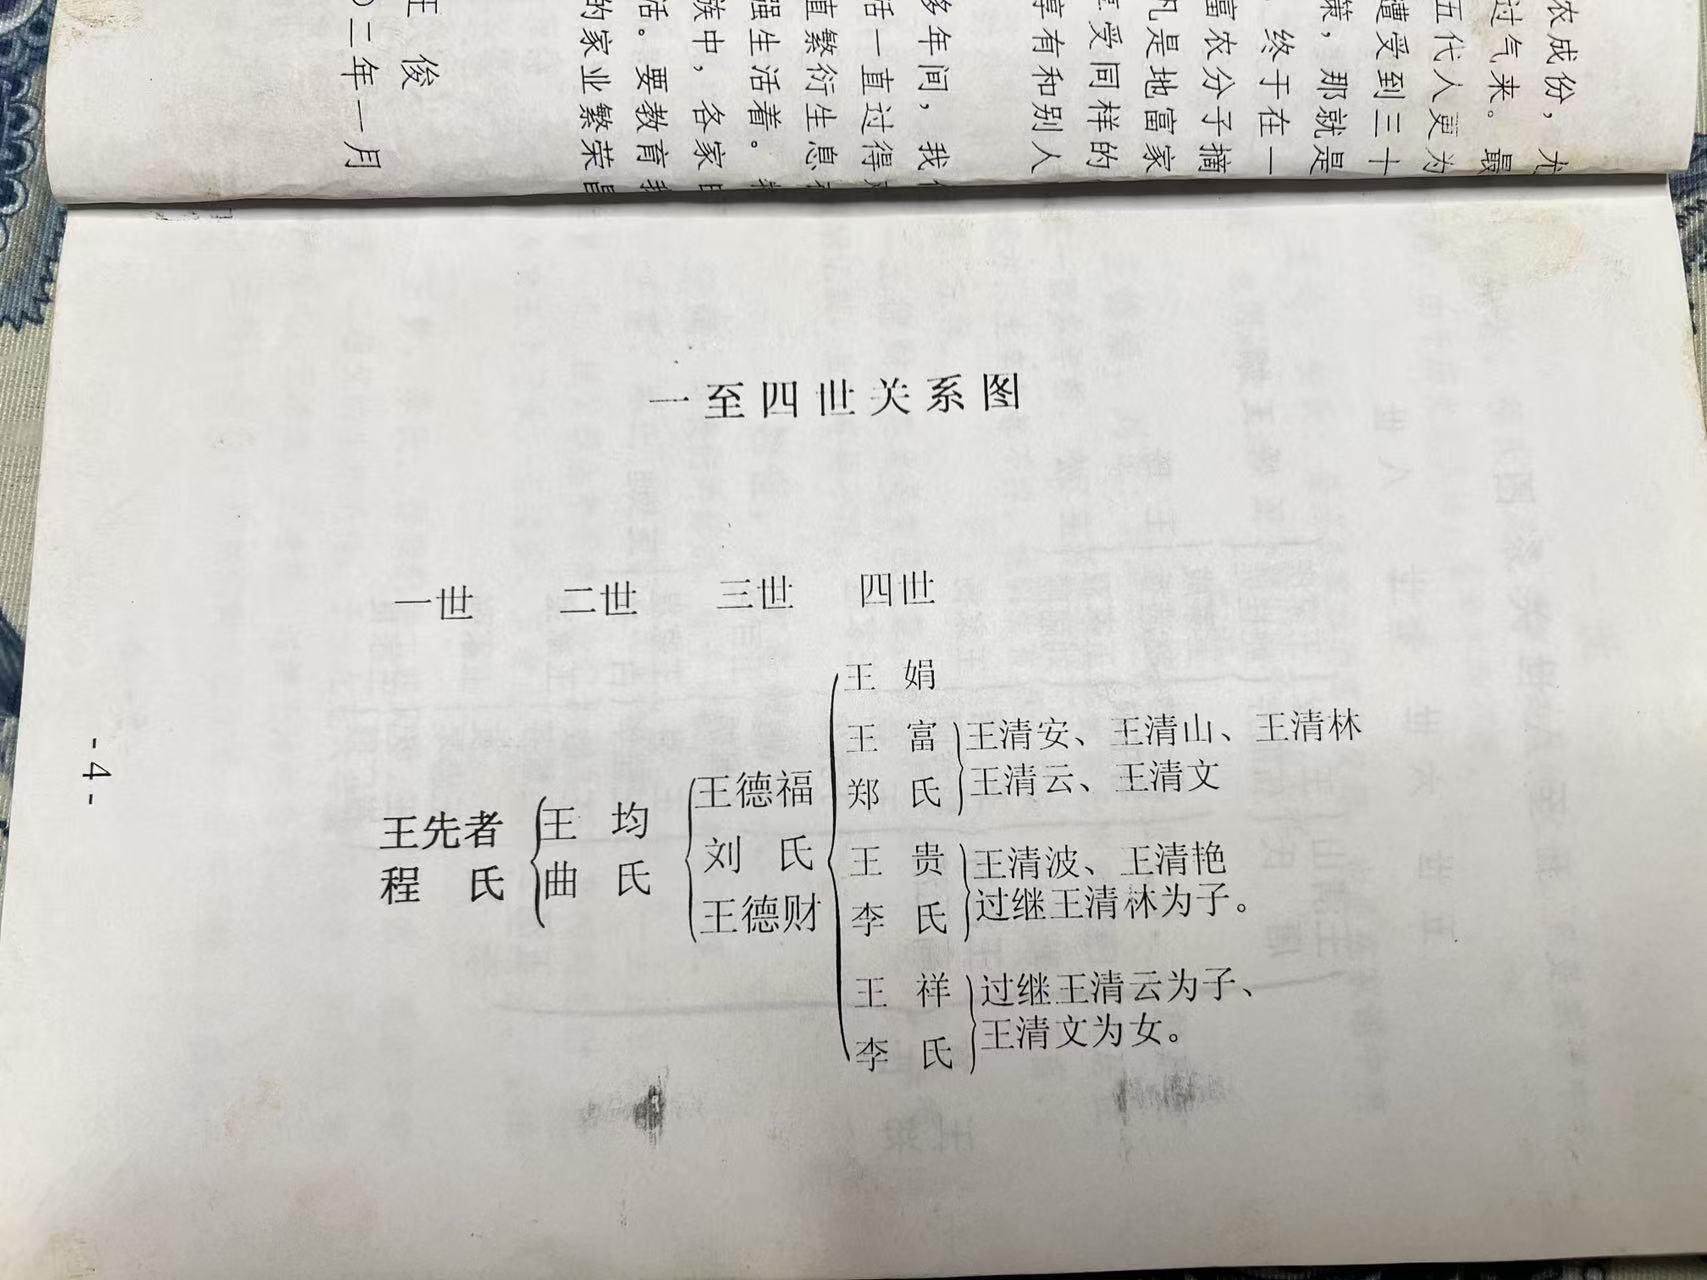 农成份，尤
过气来。最
五代人更为
遭受到三十
策，那就是
终于在一
富农分子摘
凡是地富家
受同样的
享有和别人
多年间，我
活一直过得
直繁衍生息
强生活着。
族中，各家
活。要教育
的家业繁荣昌
王 俊
〇二年一月
一至四世关系图
一世 二世 三世 四世
王 娟
王 富 王清安、王清山、王清林
郑 氏 王清云、王清文
王先者 王 均 王德福
程 氏 曲 氏 刘 氏
王德财
王 贵 王清波、王清艳
李 氏 过继王清林为子。
王 祥 过继王清云为子、
李 氏 王清文为女。
-4-